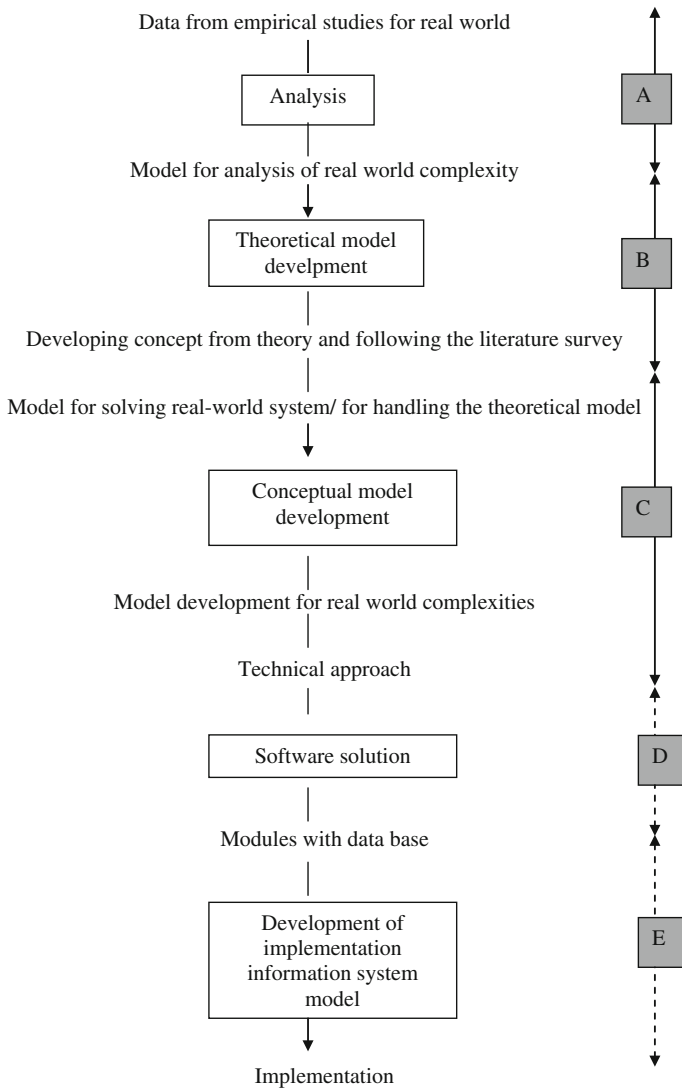 Data from empirical studies for real world
Analysis
A
Model for analysis of real world complexity
Theoretical model
develpment
B
Developing concept from theory and following the literature survey
Model for solving real-world system/ for handling the theoretical model
Conceptual model
development
C
Model development for real world complexities
Technical approach
Software solution
D
Modules with data base
Development of
implementation
information system
model
E
Implementation